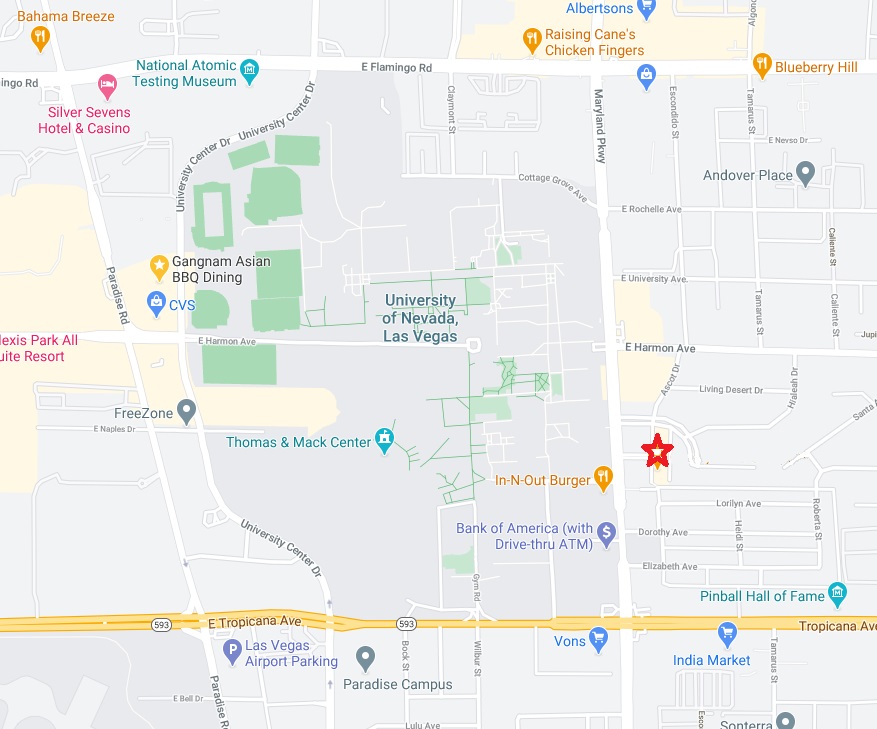 Bahama Breeze
Albertsons
Raising Cane's
Chicken Fingers
National Atomic
Testing Museum
E Flamingo Rd
Blueberry Hill
ingo Rd
Silver Sevens
Hotel & Casino
University Center Dr
University Center Dr
Claymont St
Maryland Pkwy
Escondido St
Tamarus St
Algono
E Nevso Dr
Andover Place
Cottage Grove Ave
E Rochelle Ave
Caliente St
Gangnam Asian
BBQ Dining
CVS
Paradise Rd
University
of Nevada,
Las Vegas
E University Ave.
Tamarus St
Caliente St
lexis Park All
uite Resort
E Harmon Ave
E Harmon Ave
Jupi
Ascot Dr
Living Desert Dr
Hialeah Dr
Santa A
FreeZone
E Naples Dr
Thomas & Mack Center
In-N-Out Burger
Lorilyn Ave
Roberta St
Heidi St
Bank of America (with
Drive-thru ATM)
Dorothy Ave
University Center Dr
Elizabeth Ave
Gym Rd
Pinball Hall of Fame
593
E Tropicana Ave
593
Tropicana Ave
Las Vegas
Airport Parking
Paradise Campus
Bock St
Wilbur St
Vons
India Market
Tamarus St
Paradise Rd
E Bell Dr
Lulu Ave
Esco
Sonterra